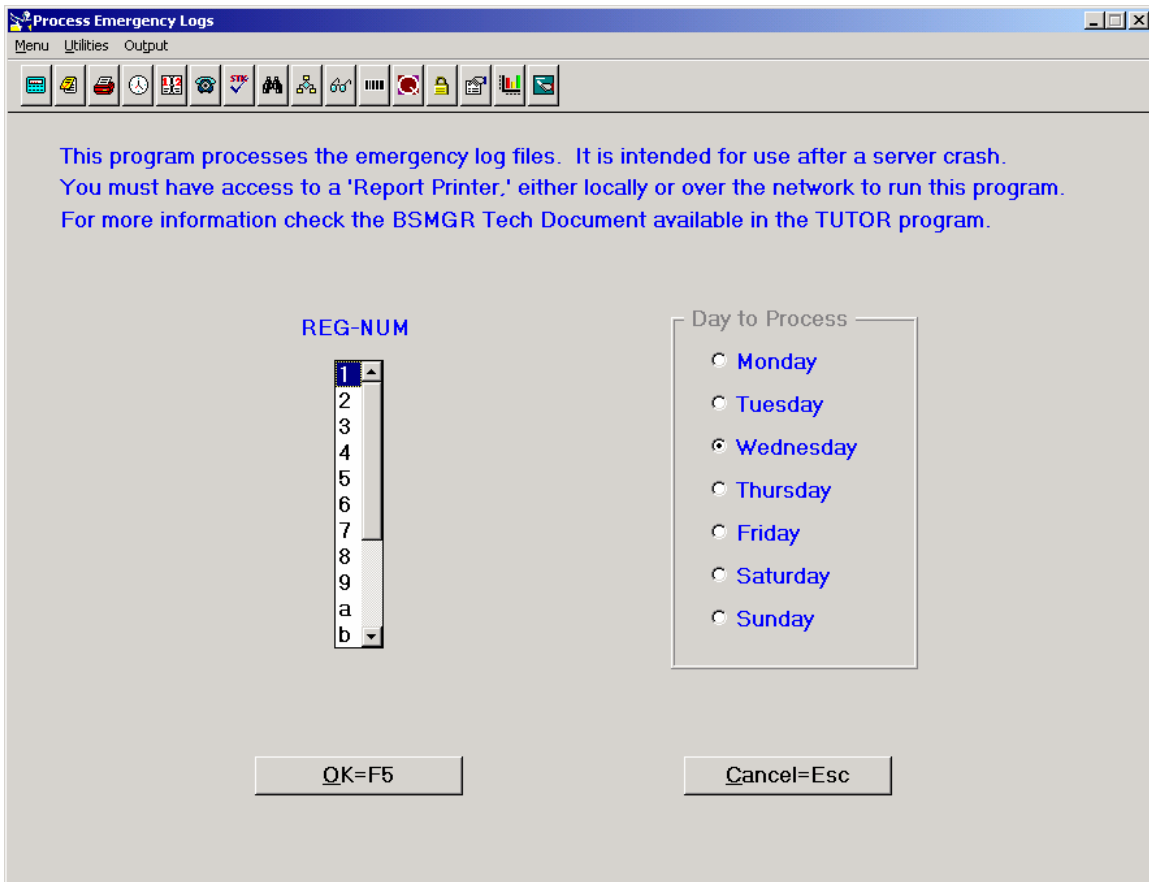 Process Emergency Logs
Menu Utilities Output
STK
This program processes the emergency log files. It is intended for use after a server crash.
You must have access to a 'Report Printer,' either locally or over the network to run this program.
For more information check the BSMGR Tech Document available in the TUTOR program.
REG-NUM
1
2
3
4
5
6
7
8
9
a
b
Day to Process
Monday
Tuesday
Wednesday
Thursday
Friday
Saturday
Sunday
OK=F5
Cancel=Esc